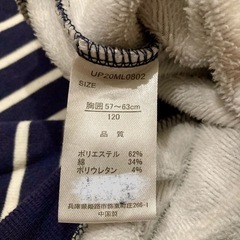 UP20ML0802
SIZE
胸囲 57〜63cm
120
品質
ポリエステル 62%
綿 34%
ポリウレタン 4%
中国製